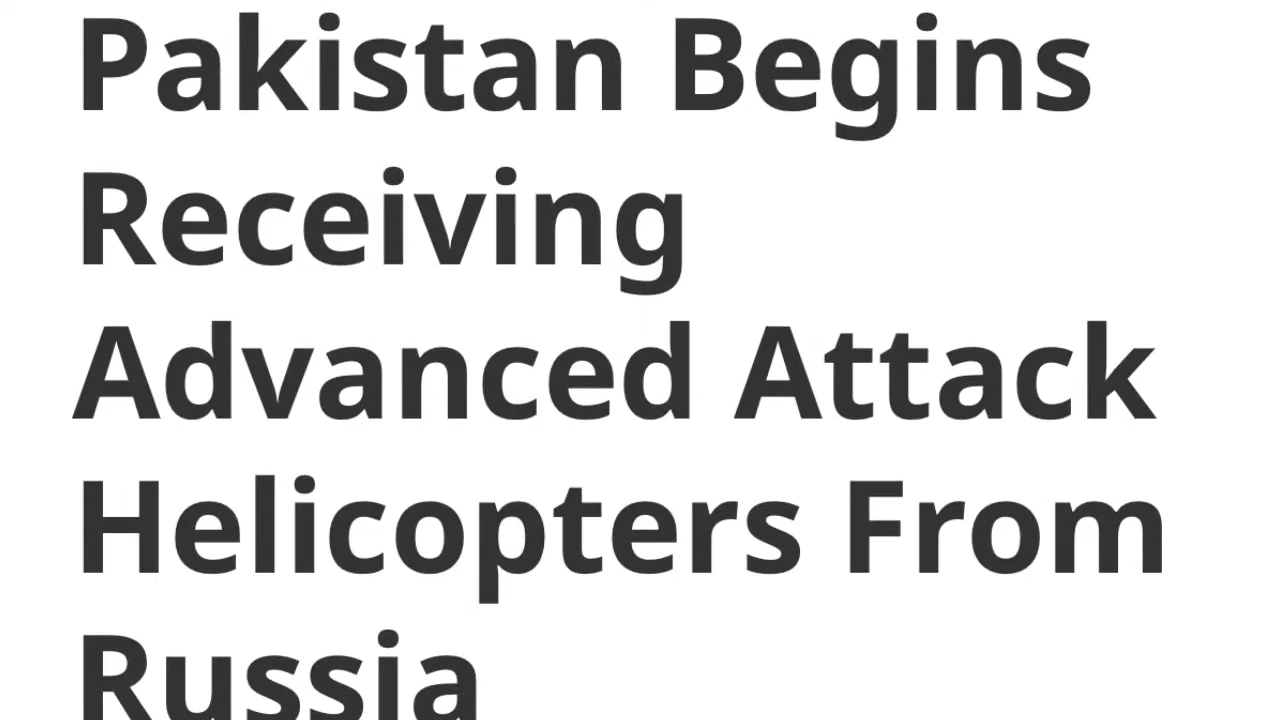 Pakistan Begins
Receiving
Advanced Attack
Helicopters From
Russia